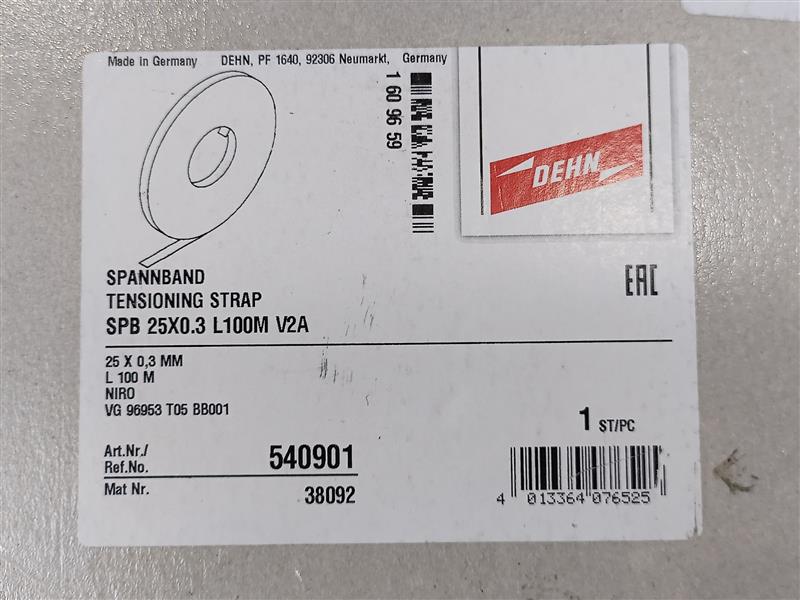 Made in Germany DEHN, PF 1640, 92306 Neumarkt, Germany
1 60 96 59
DEHN
SPANNBAND
TENSIONING STRAP
SPB 25X0.3 L100M V2A
EAC
25 X 0,3 MM
L 100 M
NIRO
VG 96953 T05 BB001
1 ST/PC
Art.Nr./
Ref.No. 540901
Mat Nr. 38092
4 013364 076525